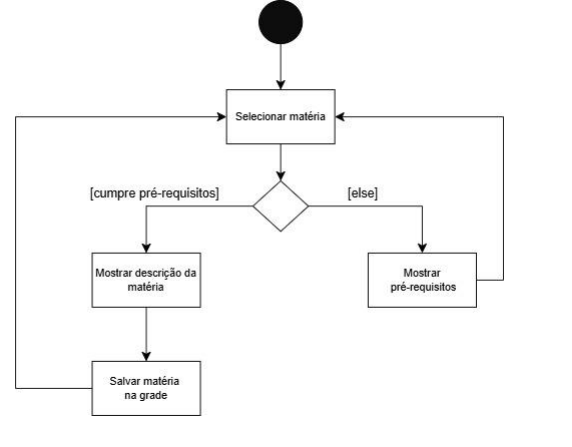 Selecionar matéria
[cumpre pré-requisitos]
[else]
Mostrar descrição da
matéria
Mostrar
pré-requisitos
Salvar matéria
na grade